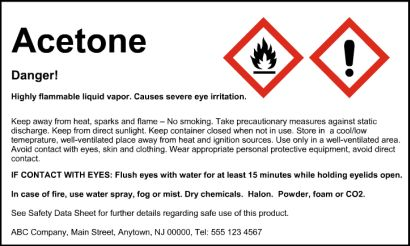 Acetone
Danger!
Highly flammable liquid vapor. Causes severe eye irritation.
Keep away from heat, sparks and flame – No smoking. Take precautionary measures against static
discharge. Keep from direct sunlight. Keep container closed when not in use. Store in a cool/low
temeprature, well-ventilated place away from heat and ignition sources. Use only in a well-ventilated area.
Avoid contact with eyes, skin and clothing. Wear appropriate personal protective equipment, avoid direct
contact.
IF CONTACT WITH EYES: Flush eyes with water for at least 15 minutes while holding eyelids open.
In case of fire, use water spray, fog or mist. Dry chemicals. Halon. Powder, foam or CO2.
See Safety Data Sheet for further details regarding safe use of this product.
ABC Company, Main Street, Anytown, NJ 00000, Tel: 555 123 4567